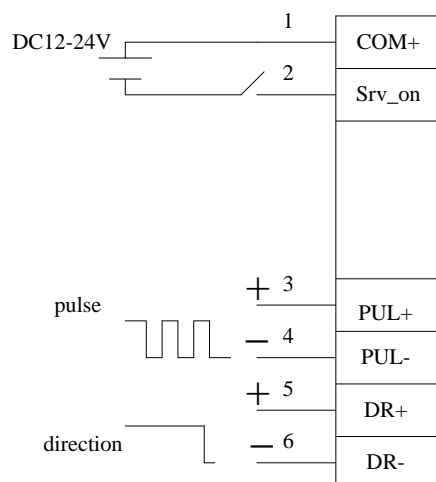 1
DC12-24V
COM+
2
Srv_on
+ 3
pulse
PUL+
− 4
PUL-
+ 5
DR+
direction
− 6
DR-